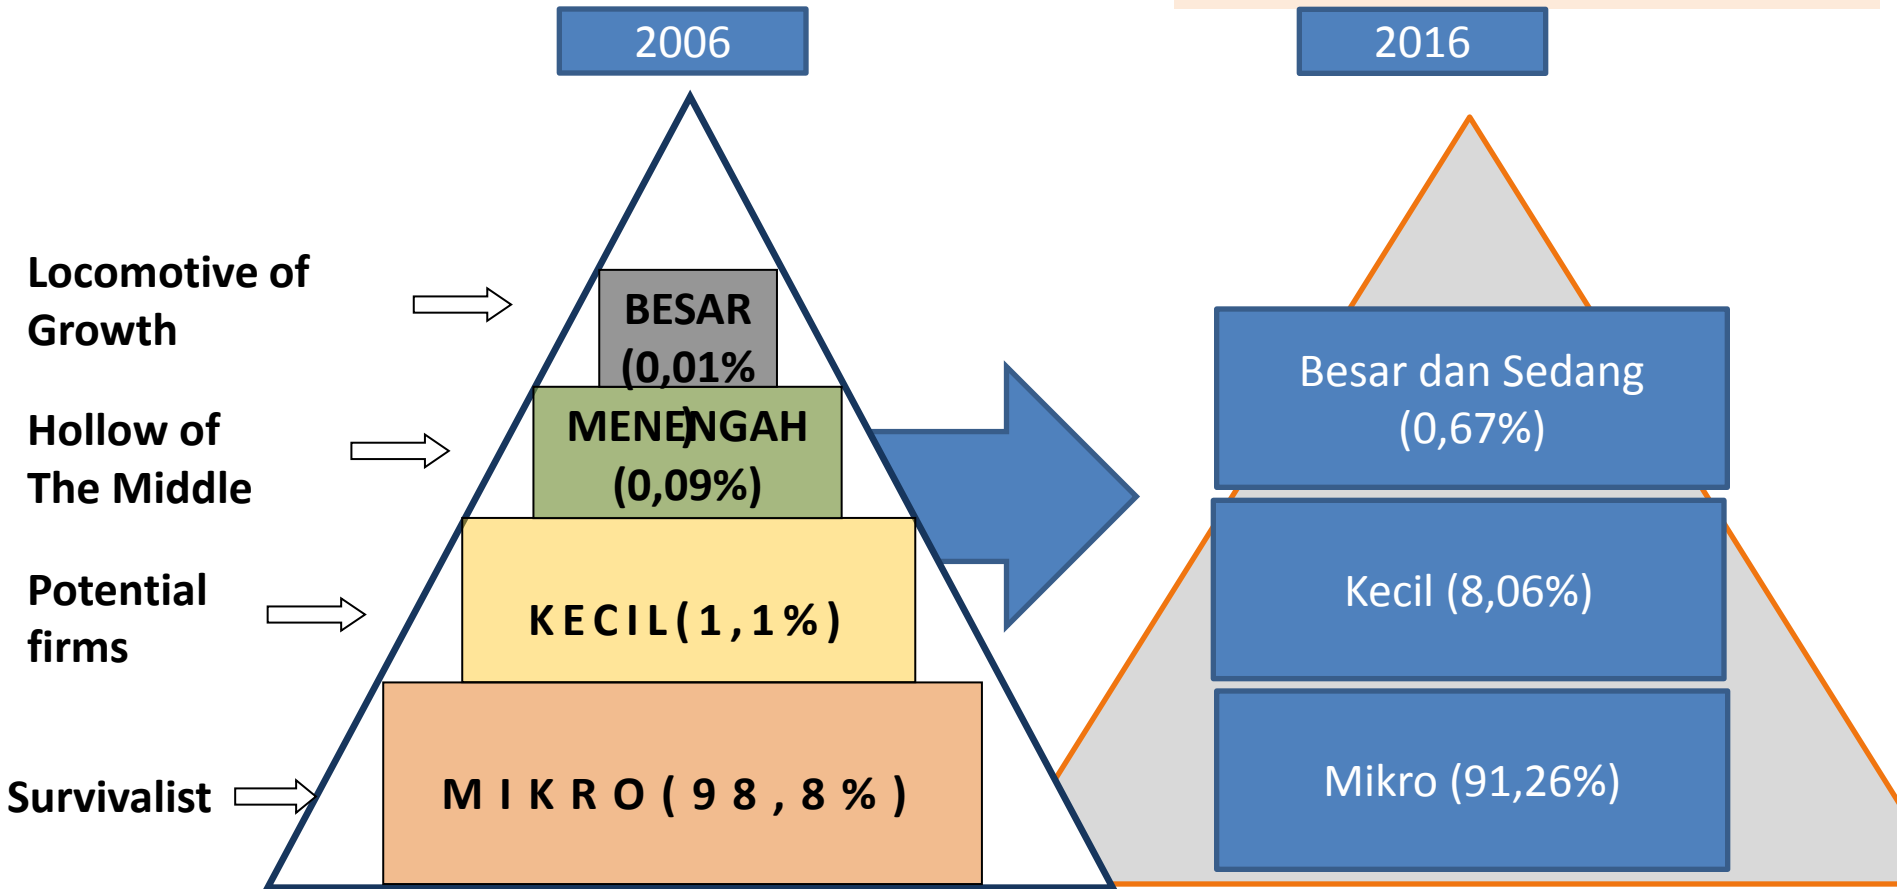 2006
2016
Locomotive of
Growth
BESAR
(0,01%
)
Hollow of
The Middle
MENENGAH
(0,09%)
Potential
firms
KECIL(1,1%)
Survivalist
MIKRO(98,8%)
Besar dan Sedang
(0,67%)
Kecil (8,06%)
Mikro (91,26%)